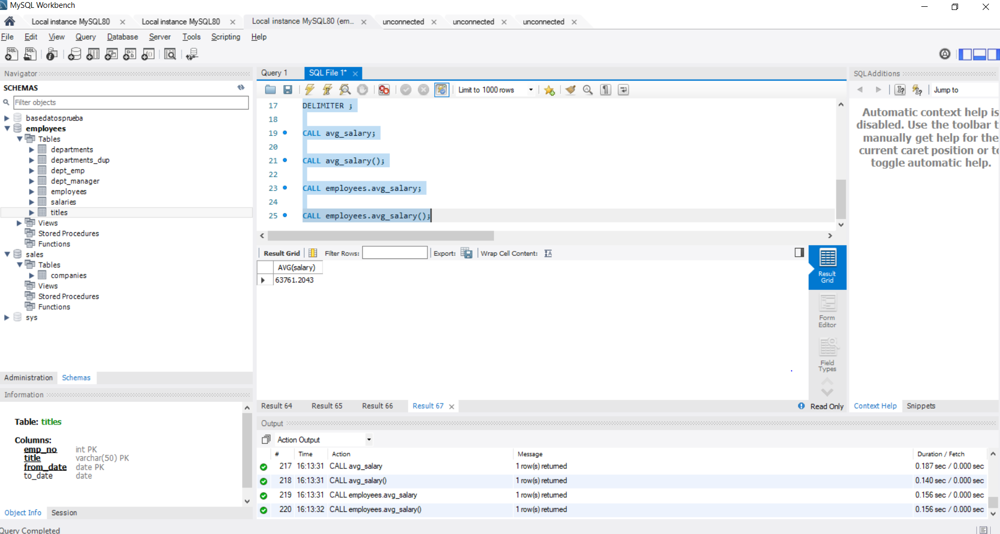 MySQL Workbench
Local instance MySQL80
Local instance MySQL80
Local instance MySQL80 (em...
unconnected
unconnected
unconnected
File Edit View Query Database Server Tools Scripting Help
Navigator
SCHEMAS
Filter objects
basedatosprueba
employees
Tables
departments
departments_dup
dept_emp
dept_manager
employees
salaries
titles
Views
Stored Procedures
Functions
sales
Tables
companies
Views
Stored Procedures
Functions
sys
Administration Schemas
Information
Table: titles
Columns:
emp_no int PK
title varchar(50) PK
from_date date PK
to_date date
Object Info Session
Query 1 SQL File 1*
Limit to 1000 rows
17 DELIMITER ;
18
19 CALL avg_salary;
20
21 CALL avg_salary();
22
23 CALL employees.avg_salary;
24
25 CALL employees.avg_salary();
Result Grid Filter Rows: Export: Wrap Cell Content:
AVG(salary)
63761.2043
Result Grid
Form Editor
Field Types
Result 64 Result 65 Result 66 Result 67 Read Only
SQLAdditions
Jump to
Automatic context help is
disabled. Use the toolbar t
manually get help for the
current caret position or to
toggle automatic help.
Context Help Snippets
Output
Action Output
# Time Action Message Duration / Fetch
217 16:13:31 CALL avg_salary 1 row(s) returned 0.187 sec / 0.000 sec
218 16:13:31 CALL avg_salary() 1 row(s) returned 0.140 sec / 0.000 sec
219 16:13:31 CALL employees.avg_salary 1 row(s) returned 0.156 sec / 0.000 sec
220 16:13:32 CALL employees.avg_salary() 1 row(s) returned 0.156 sec / 0.000 sec
Query Completed